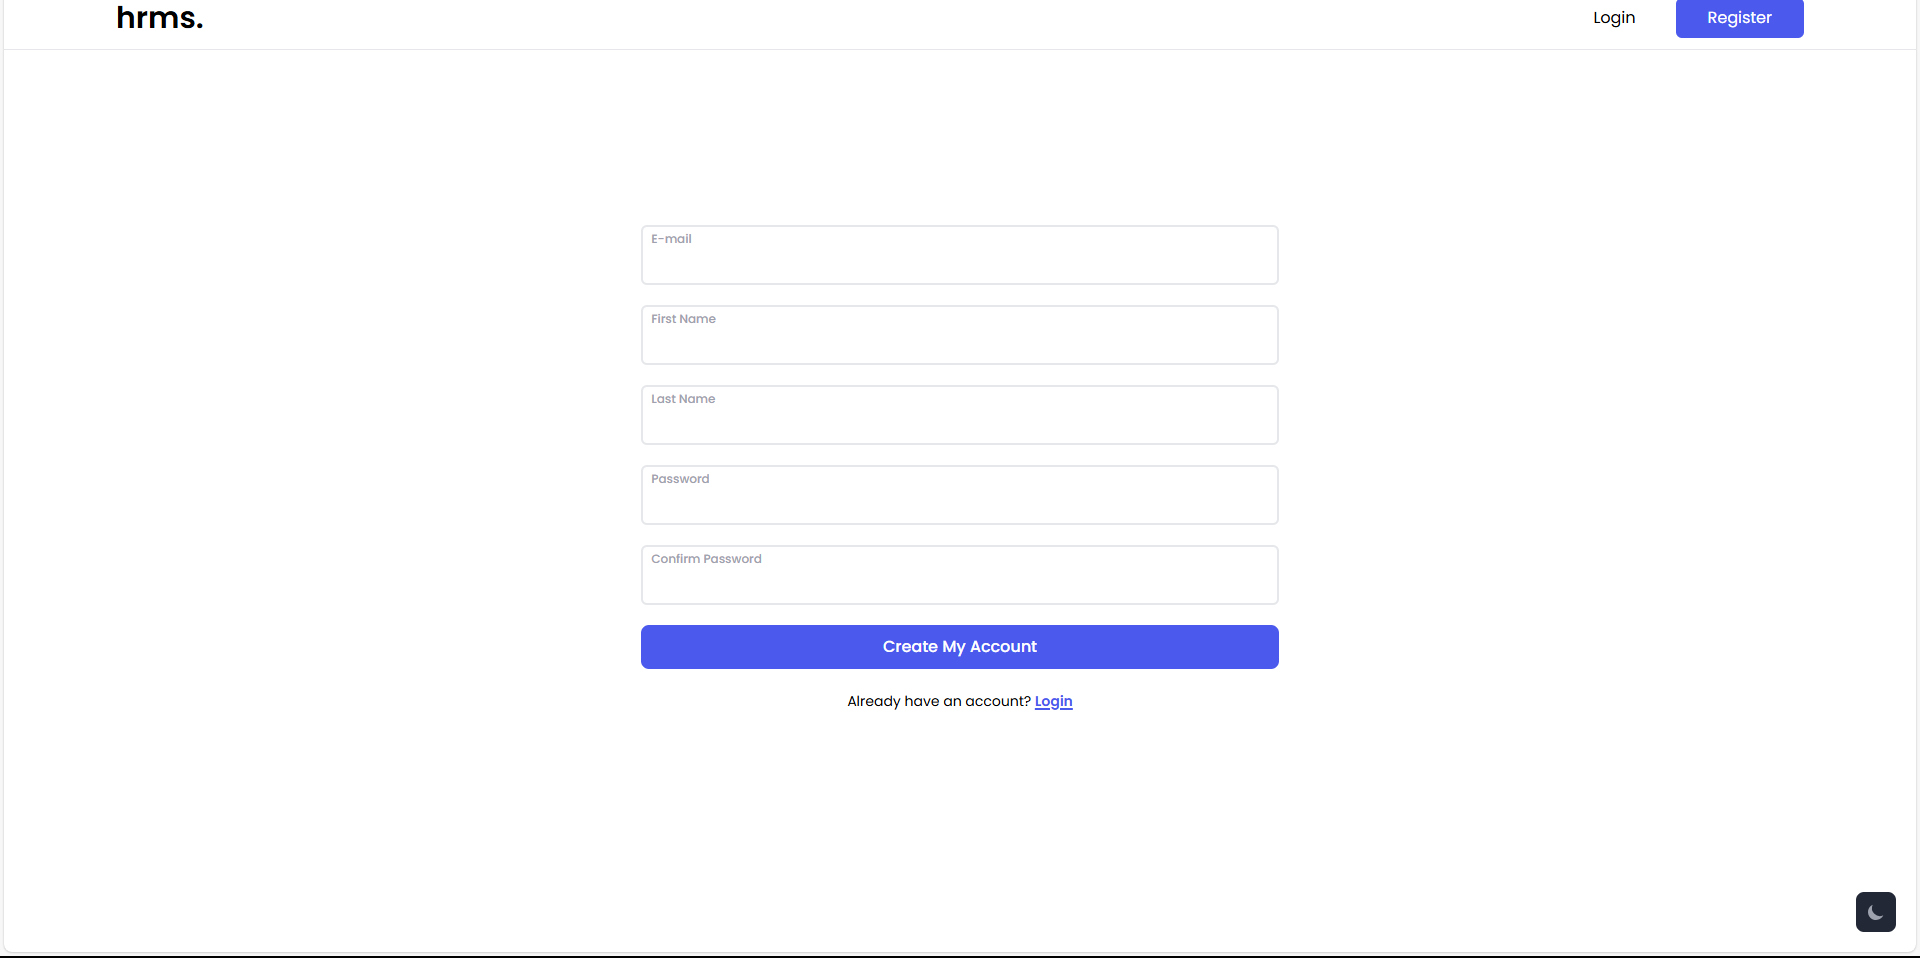 hrms.
Login
Register
E-mail
First Name
Last Name
Password
Confirm Password
Create My Account
Already have an account? Login